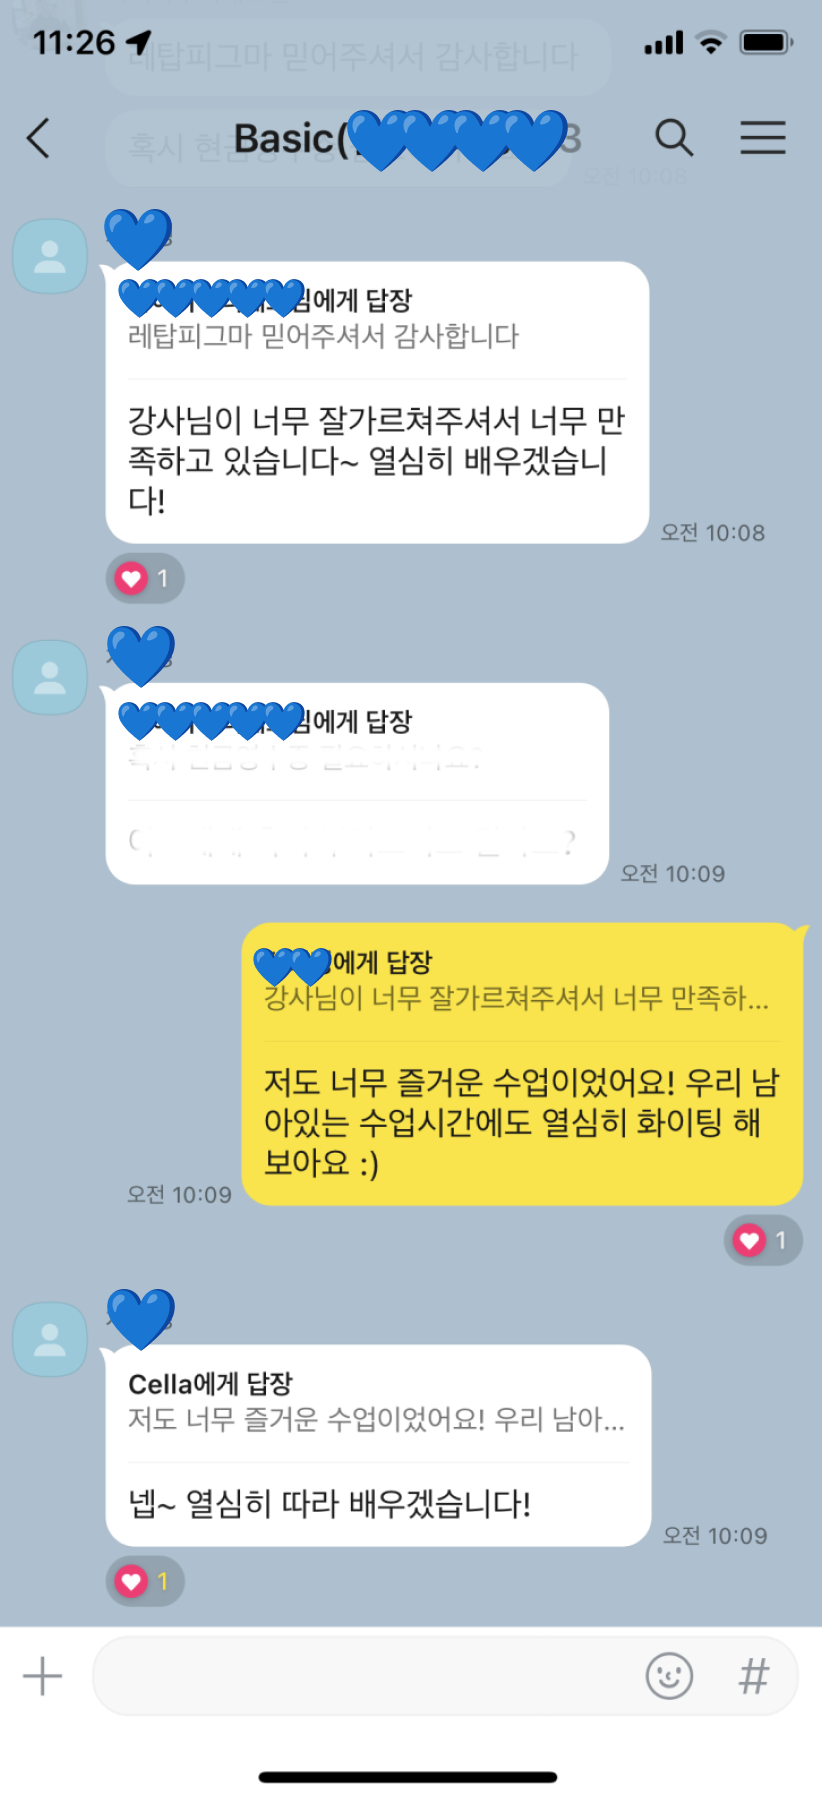 11:26
레탑피그마 믿어주셔서 감사합니다
혹시
Basic( 3
오전 10:08
님에게 답장
레탑피그마 믿어주셔서 감사합니다
강사님이 너무 잘가르쳐주셔서 너무 만
족하고 있습니다~ 열심히 배우겠습니
다!
오전 10:08
1
님에게 답장
오전 10:09
에게 답장
강사님이 너무 잘가르쳐주셔서 너무 만족하...
저도 너무 즐거운 수업이었어요! 우리 남
아있는 수업시간에도 열심히 화이팅 해
보아요 :)
오전 10:09
1
Cella에게 답장
저도 너무 즐거운 수업이었어요! 우리 남아...
넵~ 열심히 따라 배우겠습니다!
오전 10:09
1
#